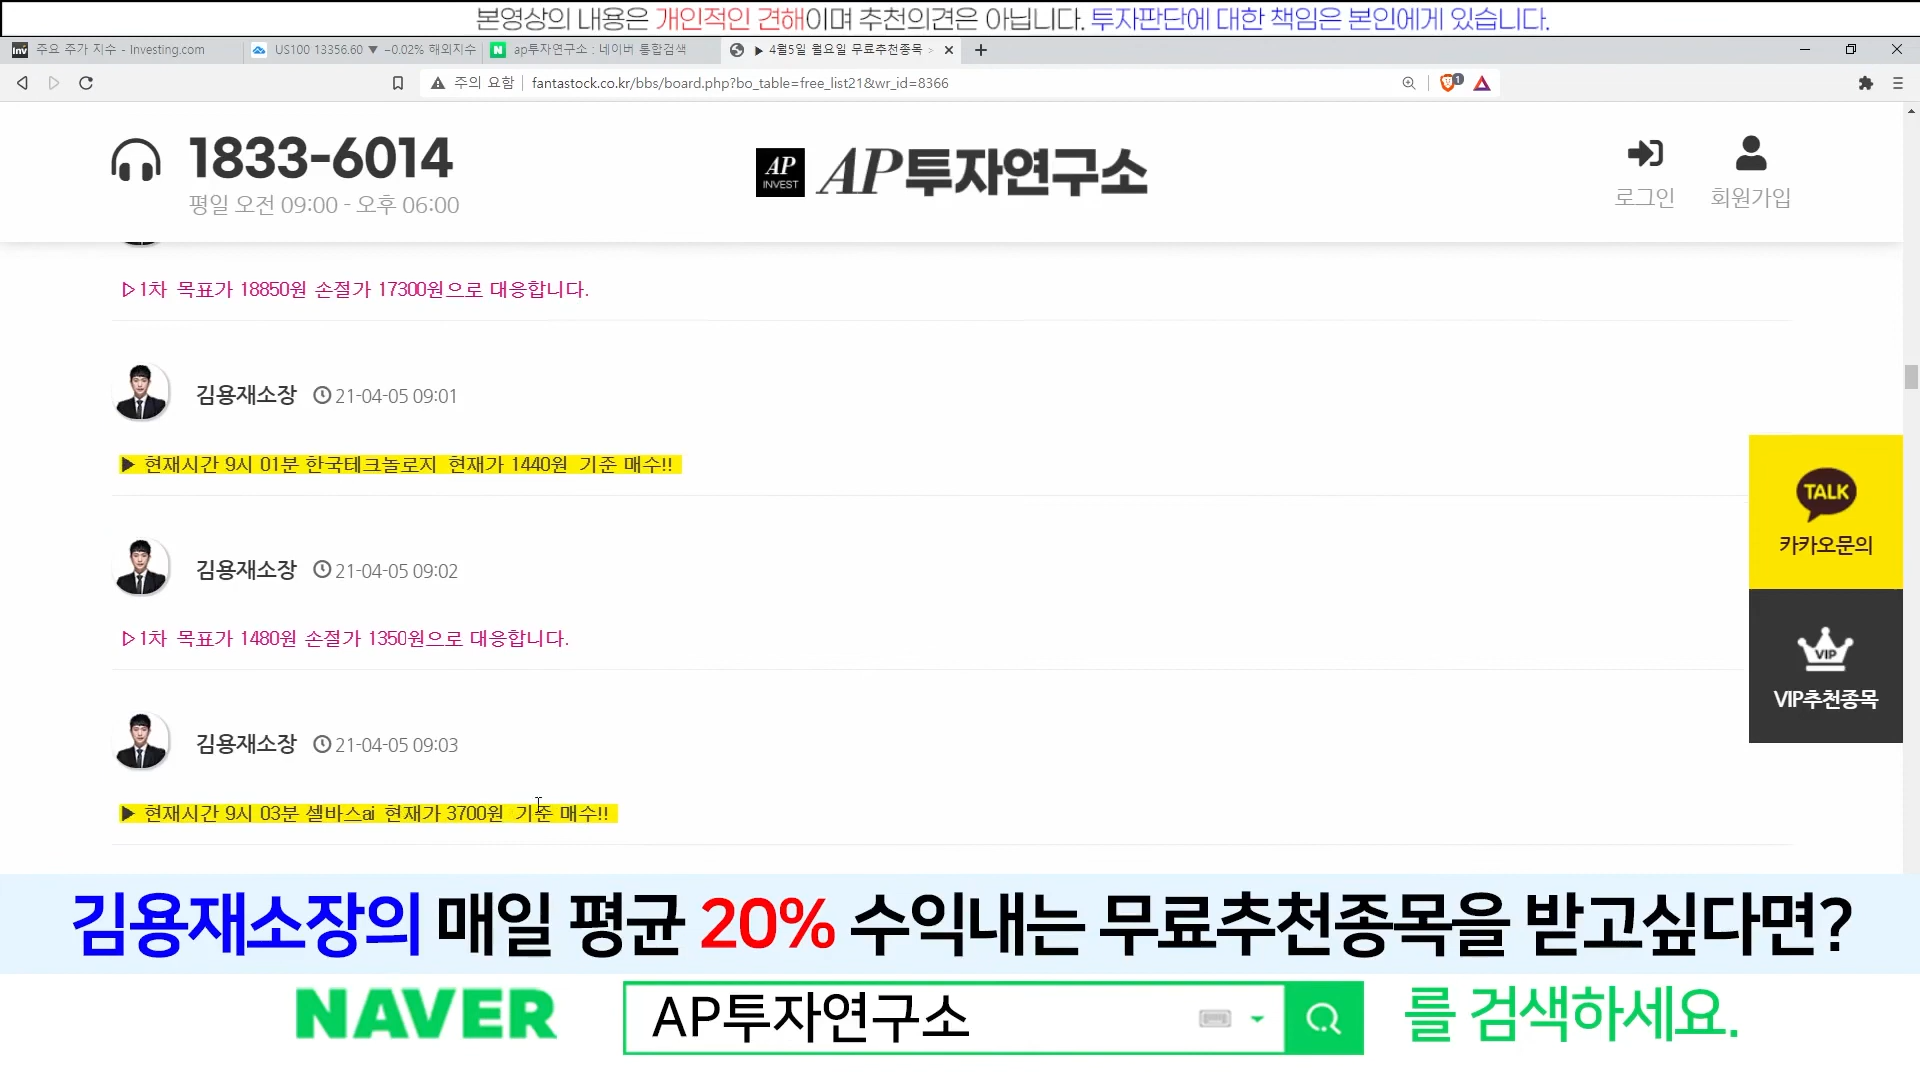 본영상의 내용은 개인적인 견해이며 추천의견은 아닙니다. 투자판단에 대한 책임은 본인에게 있습니다.
Inv 주요 주가 지수 - Investing.com
US100 13356.60 ▼ -0.02% 해외지수
N ap투자연구소 : 네이버 통합검색
▶ 4월5일 월요일 무료추천종목 >
주의 요함 | fantastock.co.kr/bbs/board.php?bo_table=free_list21&wr_id=8366
1
1833-6014
평일 오전 09:00 - 오후 06:00
AP INVEST
AP투자연구소
로그인
회원가입
▷1차 목표가 18850원 손절가 17300원으로 대응합니다.
김용재소장 21-04-05 09:01
▶ 현재시간 9시 01분 한국테크놀로지 현재가 1440원 기준 매수!!
TALK
카카오문의
김용재소장 21-04-05 09:02
▷1차 목표가 1480원 손절가 1350원으로 대응합니다.
VIP
VIP추천종목
김용재소장 21-04-05 09:03
▶ 현재시간 9시 03분 셀바스ai 현재가 3700원 기준 매수!!
김용재소장의 매일 평균 20% 수익내는 무료추천종목을 받고싶다면?
NAVER AP투자연구소 를 검색하세요.